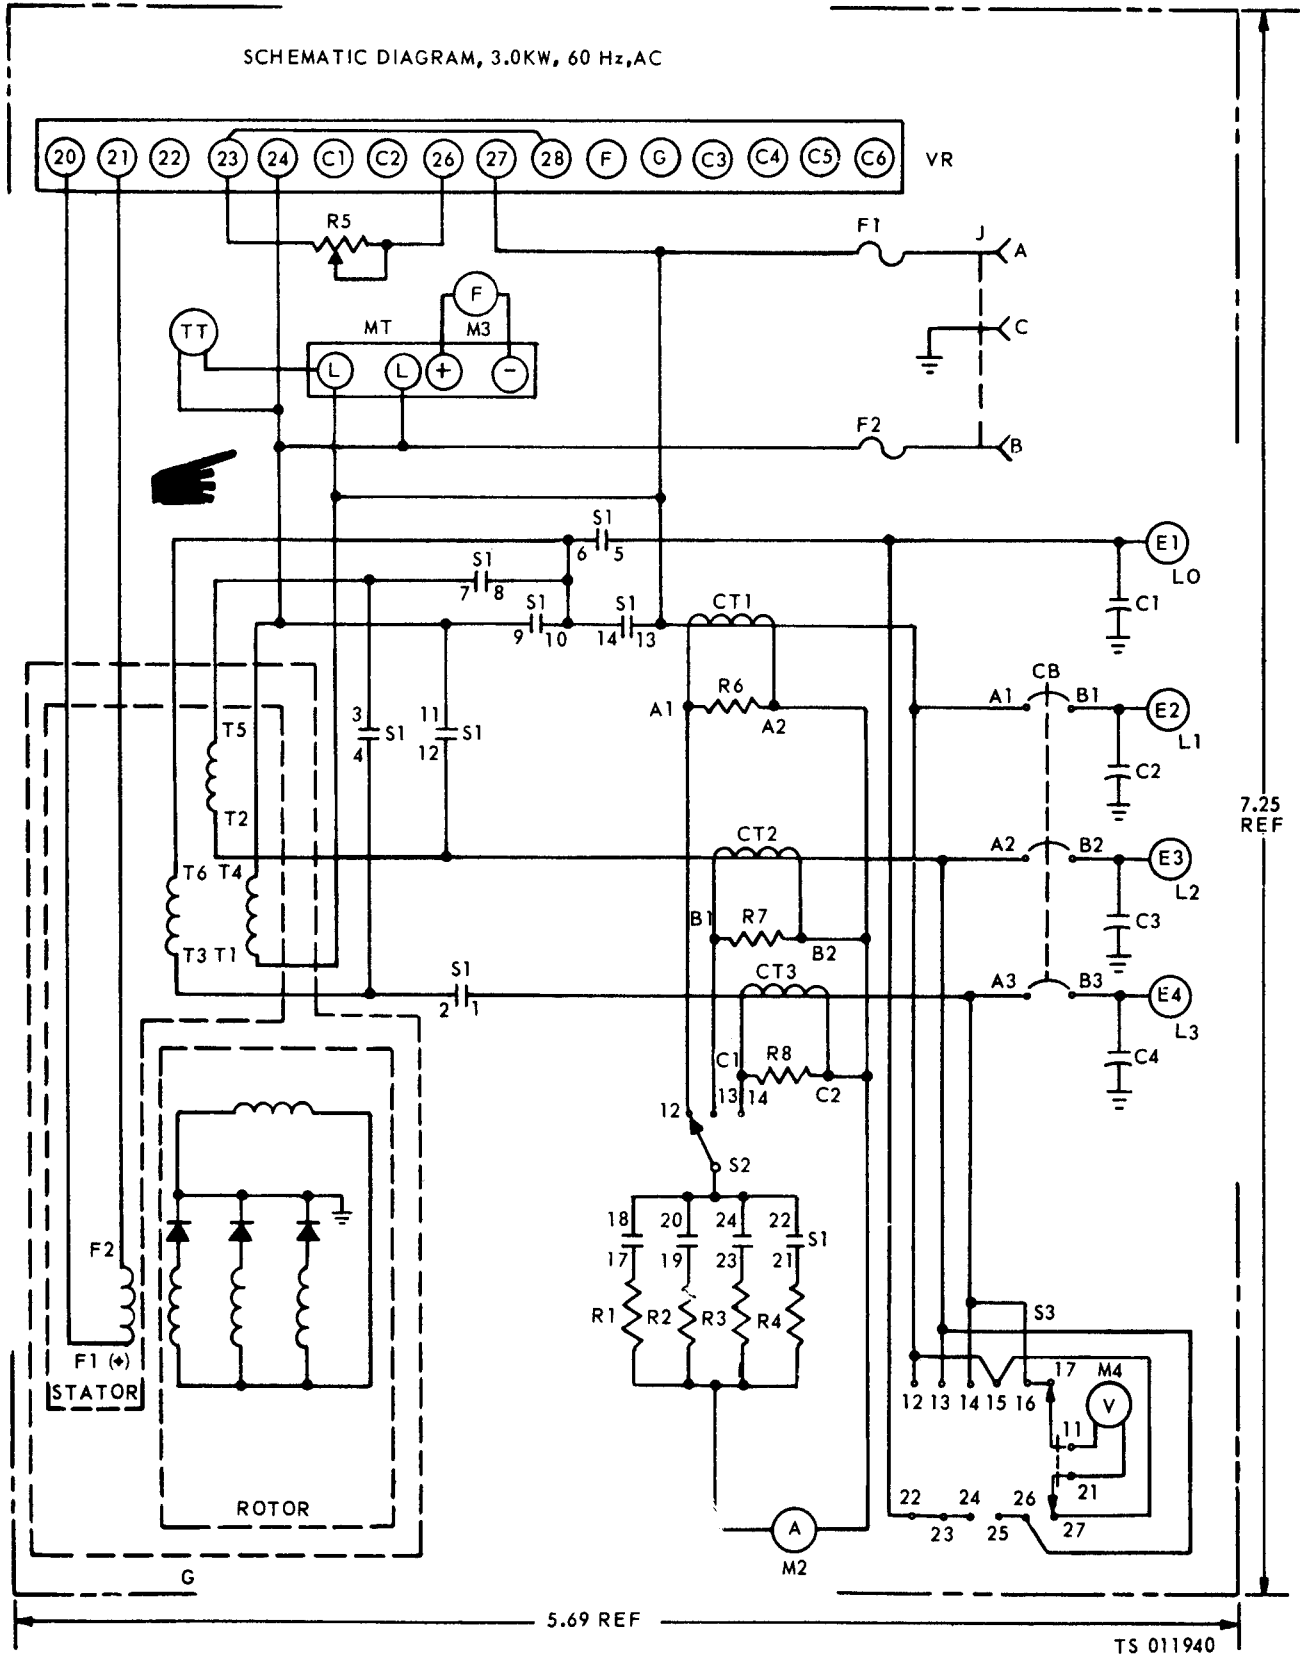 SCHEMATIC DIAGRAM, 3.0KW, 60 Hz,AC
20 21 22 23 24 C1 C2 26 27 28 F G C3 C4 C5 C6 VR
R5
F1
J
A
F
TT
MT
M3
C
L L + −
F2
B
S1
6 5
E1
LO
S1
7 8
S1
9 10
S1
14 13
CT1
C1
CB
R6
A1
A2
A1 B1
E2
L1
T5
3
4
S1
11
12
S1
C2
7.25
REF
T2
CT2
A2 B2
E3
L2
T6 T4
B1
R7
B2
C3
T3 T1
S1
2 1
CT3
A3 B3
E4
L3
C1
R8
C2
C4
12
13
14
S2
18 20 24 22
S1
17 19 23 21
F2
R1 R2 R3 R4
S3
F1 (+)
STATOR
17 M4
12 13 14 15 16
V
11
21
ROTOR
22 24 26
23 25 27
A
M2
G
5.69 REF
TS 011940